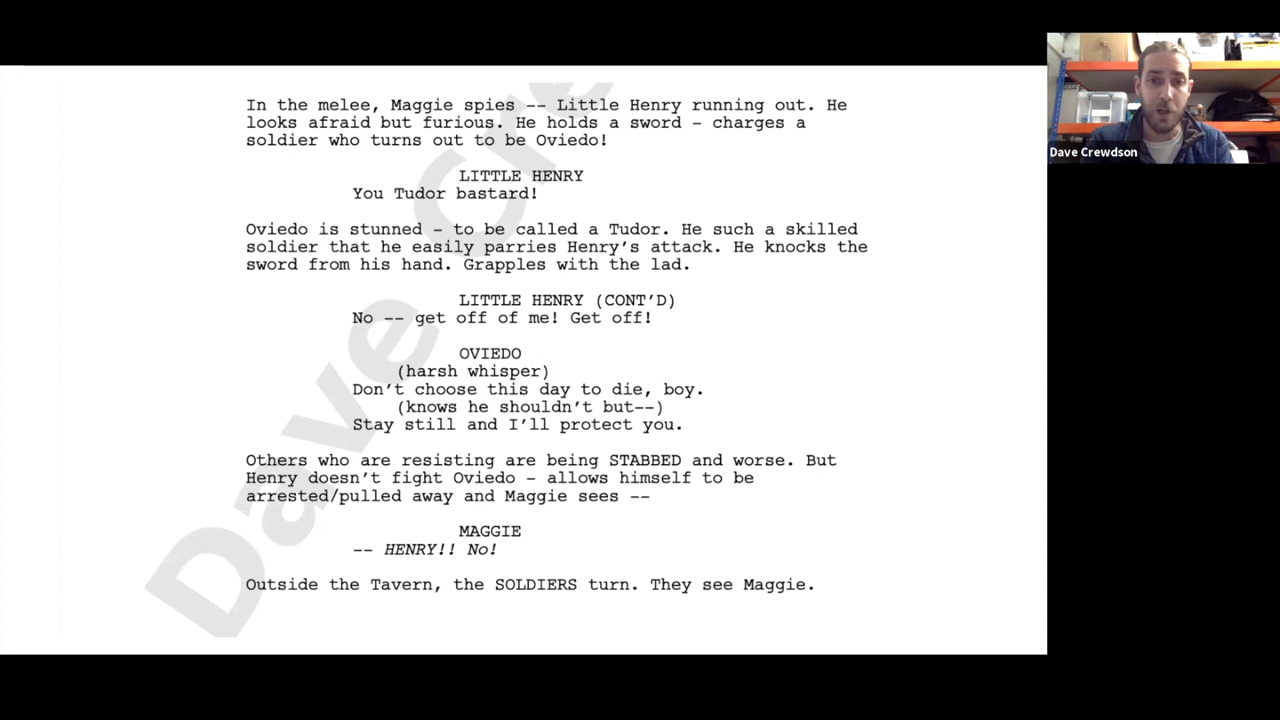 In the melee, Maggie spies -- Little Henry running out. He
looks afraid but furious. He holds a sword – charges a
soldier who turns out to be Oviedo!
LITTLE HENRY
You Tudor bastard!
Oviedo is stunned – to be called a Tudor. He such a skilled
soldier that he easily parries Henry's attack. He knocks the
sword from his hand. Grapples with the lad.
LITTLE HENRY (CONT'D)
No -- get off of me! Get off!
OVIEDO
(harsh whisper)
Don't choose this day to die, boy.
(knows he shouldn't but--)
Stay still and I'll protect you.
Others who are resisting are being STABBED and worse. But
Henry doesn't fight Oviedo – allows himself to be
arrested/pulled away and Maggie sees --
MAGGIE
-- HENRY!! No!
Outside the Tavern, the SOLDIERS turn. They see Maggie.
Dave Cre
Dave Crewdson